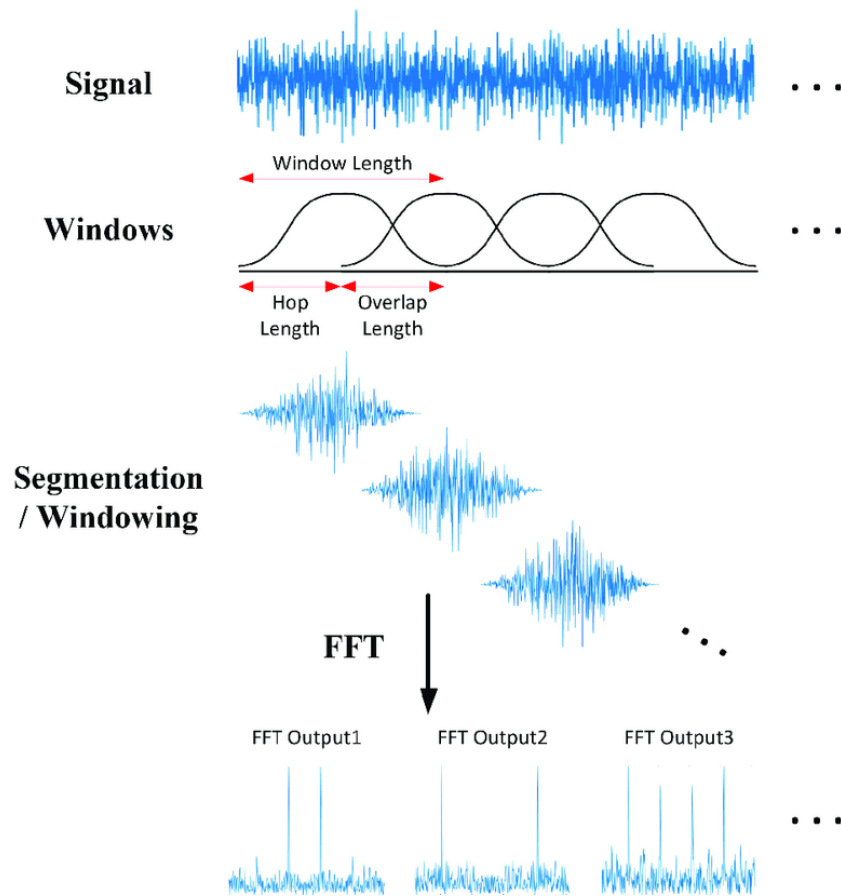 Signal
Window Length
Windows
Hop
Length
Overlap
Length
Segmentation
/ Windowing
FFT
FFT Output1
FFT Output2
FFT Output3